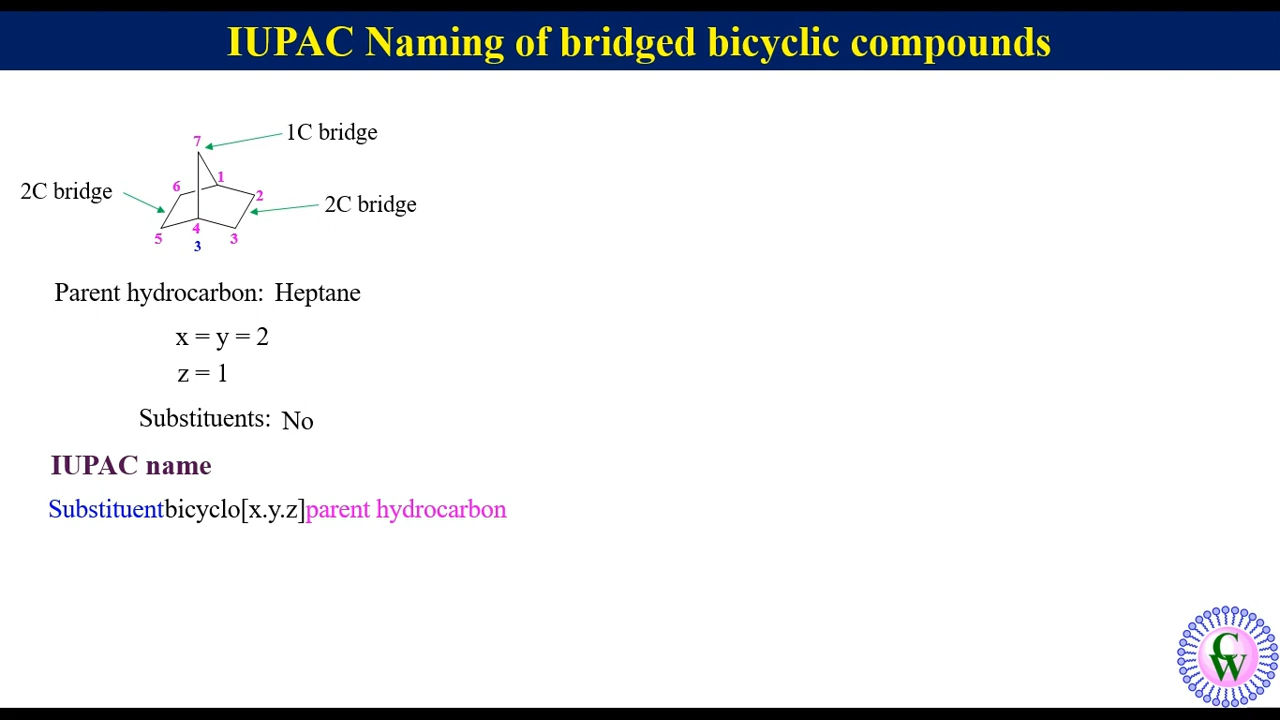 IUPAC Naming of bridged bicyclic compounds
1C bridge
7
2C bridge
6
1
2
2C bridge
5
4
3
3
Parent hydrocarbon: Heptane
x = y = 2
z = 1
Substituents: No
IUPAC name
Substituentbicyclo[x.y.z]parent hydrocarbon
CW